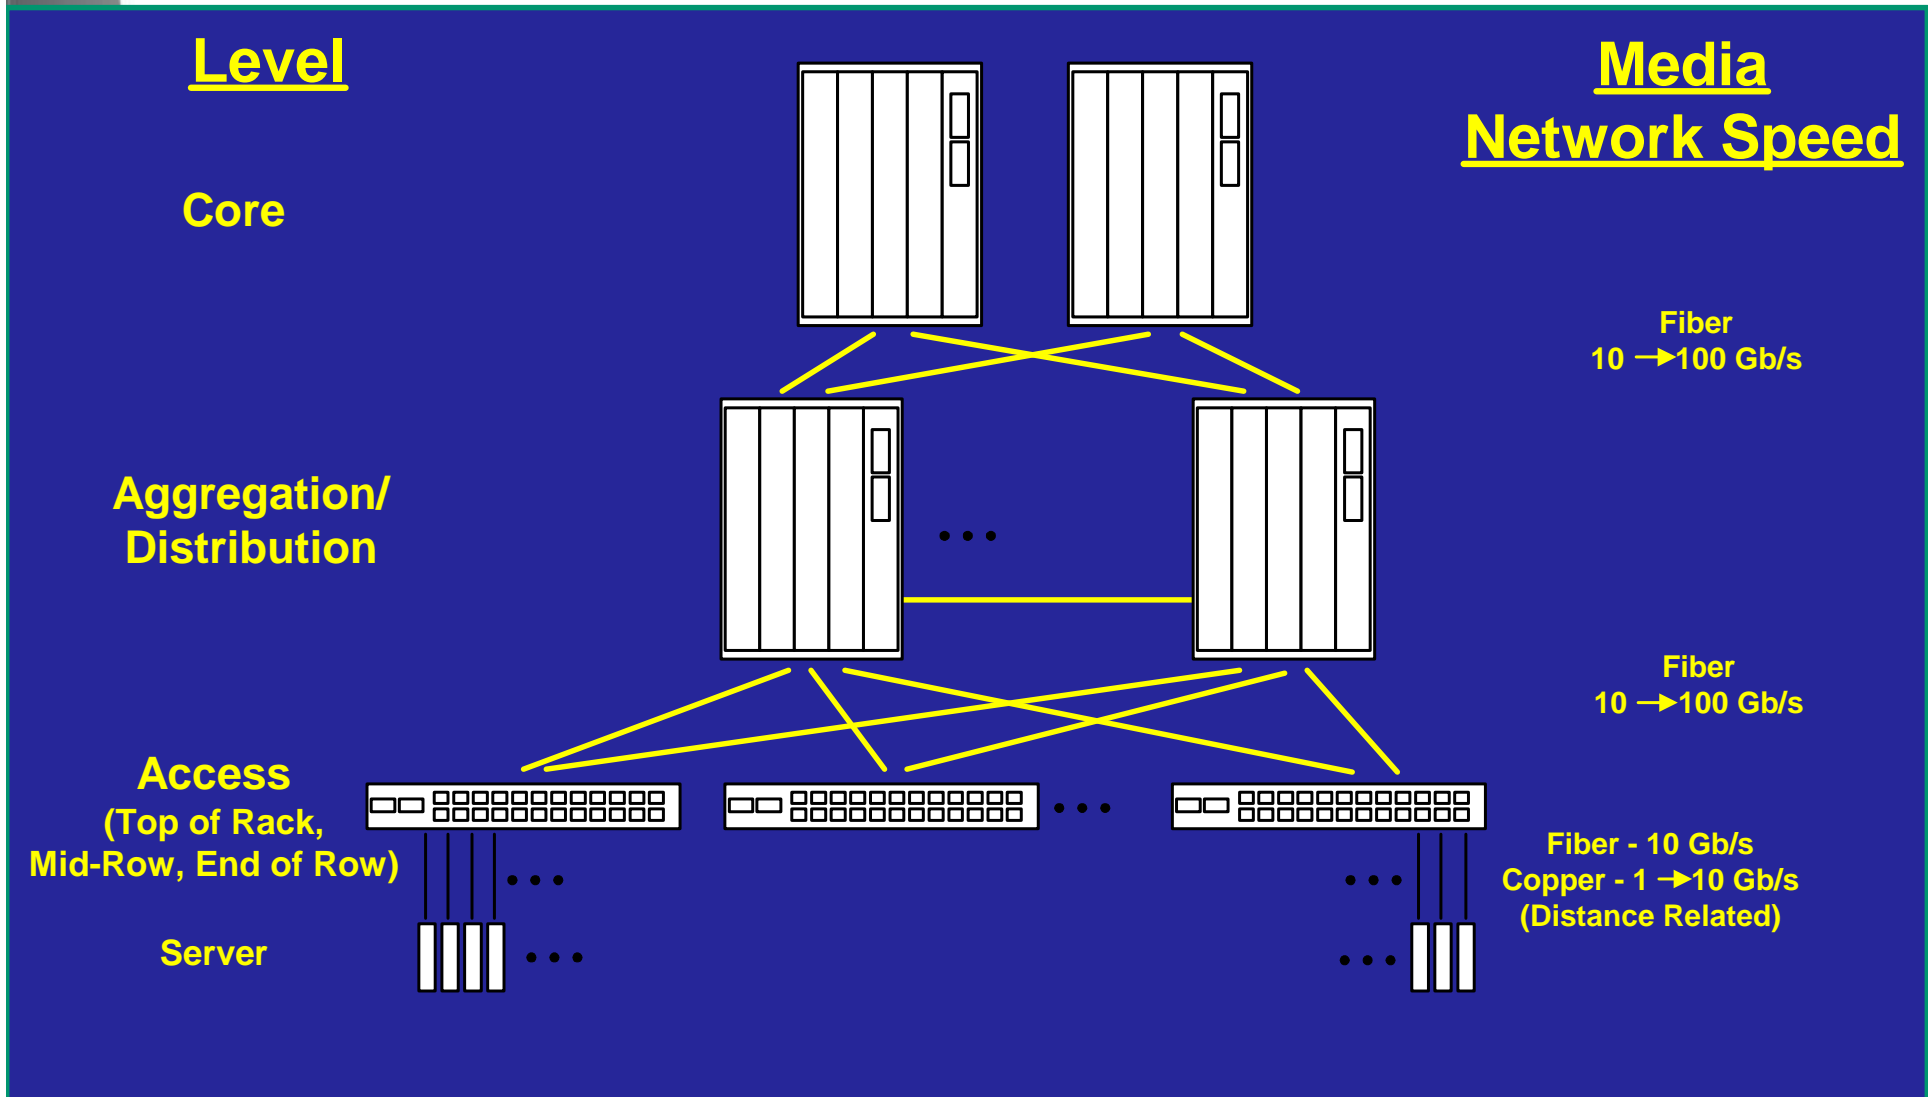 Level
Media
Network Speed
Core
Fiber
10 →100 Gb/s
Aggregation/
Distribution
Fiber
10 →100 Gb/s
Access
(Top of Rack,
Mid-Row, End of Row)
Fiber - 10 Gb/s
Copper - 1 →10 Gb/s
(Distance Related)
Server